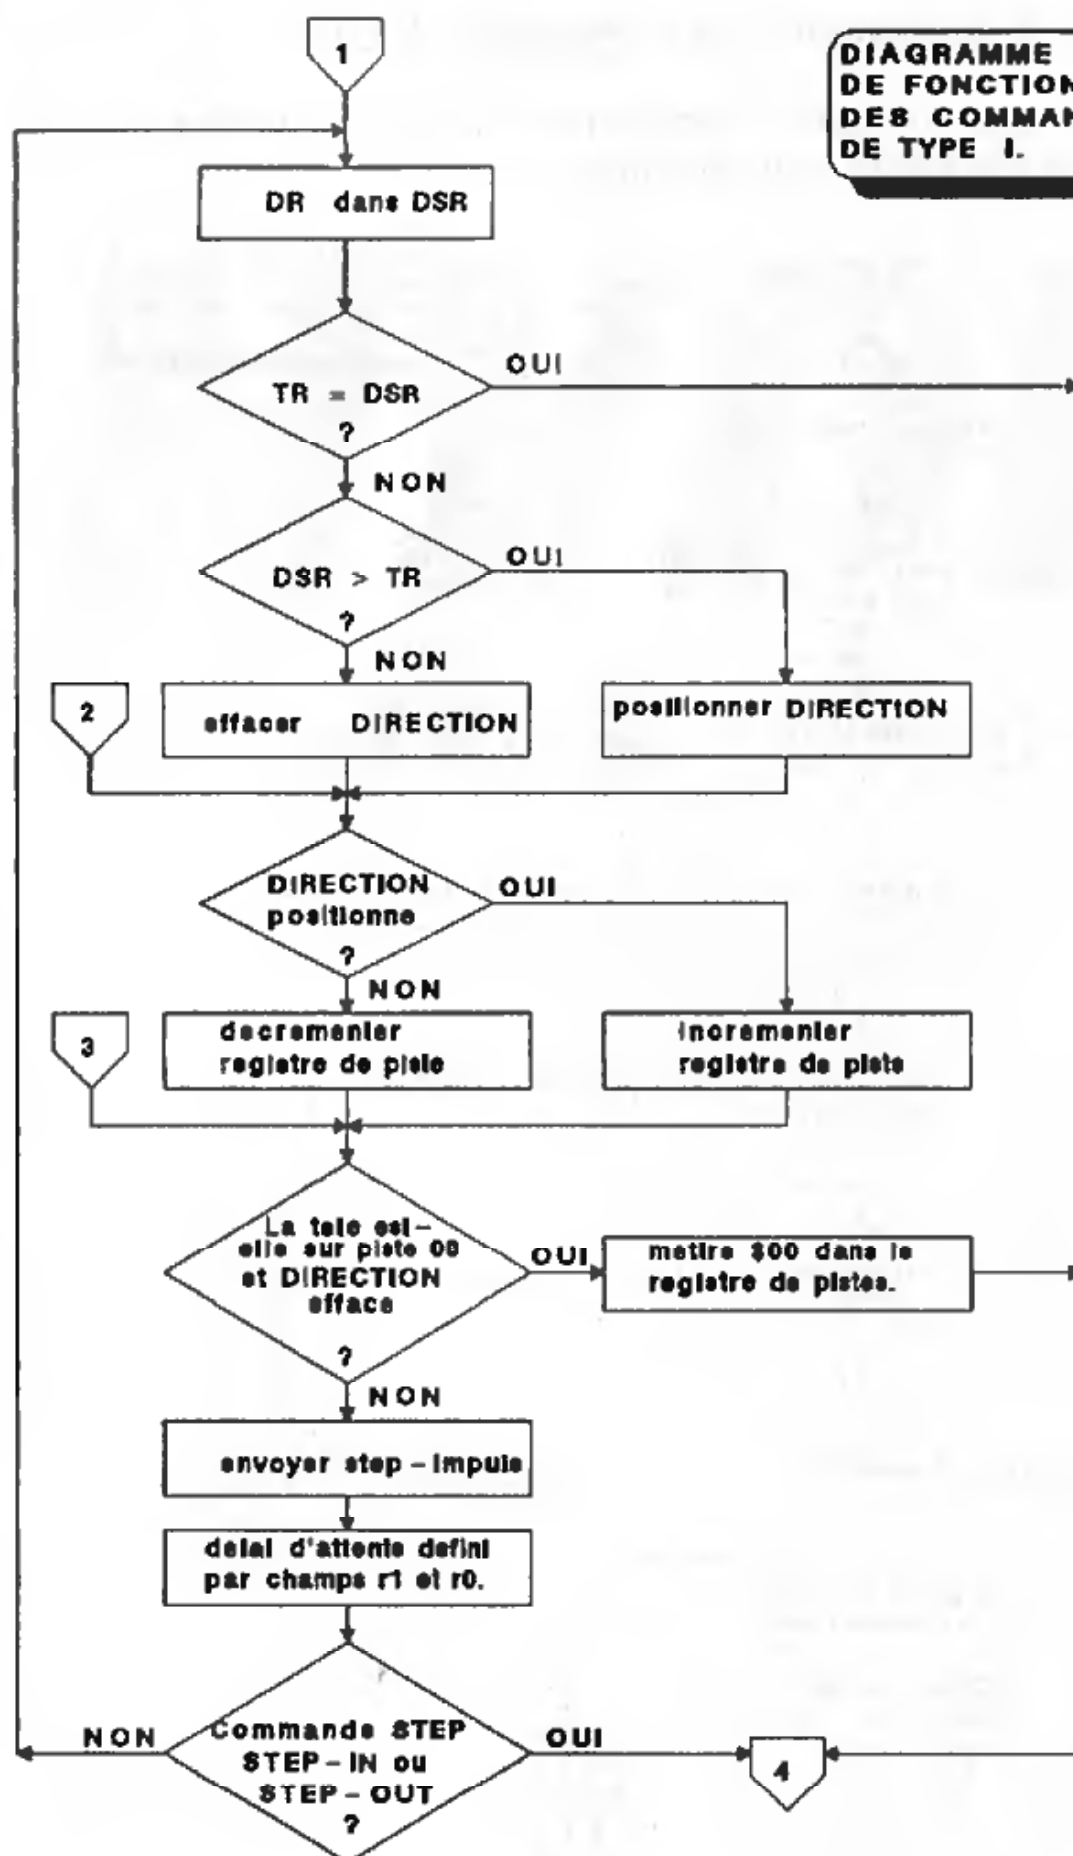 1
DIAGRAMME
DE FONCTION
DES COMMAN
DE TYPE I.
DR dans DSR
TR = DSR
?
OUI
NON
DSR > TR
?
OUI
NON
2
effacer DIRECTION
positionner DIRECTION
DIRECTION
positionne
?
OUI
NON
3
decrementer
registre de piste
incrementer
registre de piste
La tete est-
elle sur piste 00
et DIRECTION
efface
?
OUI
mettre $00 dans le
registre de pistes.
NON
envoyer step-impuls
delai d'attente defini
par champs r1 et r0.
NON
Commande STEP
STEP-IN ou
STEP-OUT
?
OUI
4